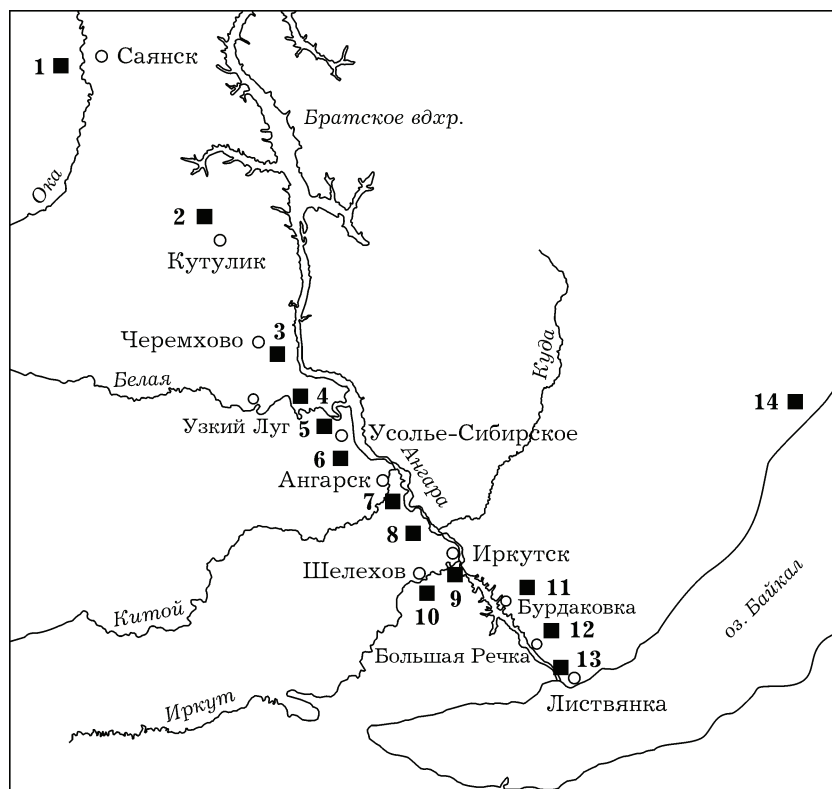 1
Саянск
Братское вдхр.
Ока
2
Кутулик
Черемхово
3
Куда
Белая
4
14
Узкий Луг
5
Усолье-Сибирское
6
Ангара
Ангарск
7
8
Иркутск
Шелехов
9
10
11
Бурдаковка
Китой
оз. Байкал
12
Большая Речка
13
Листвянка
Иркут